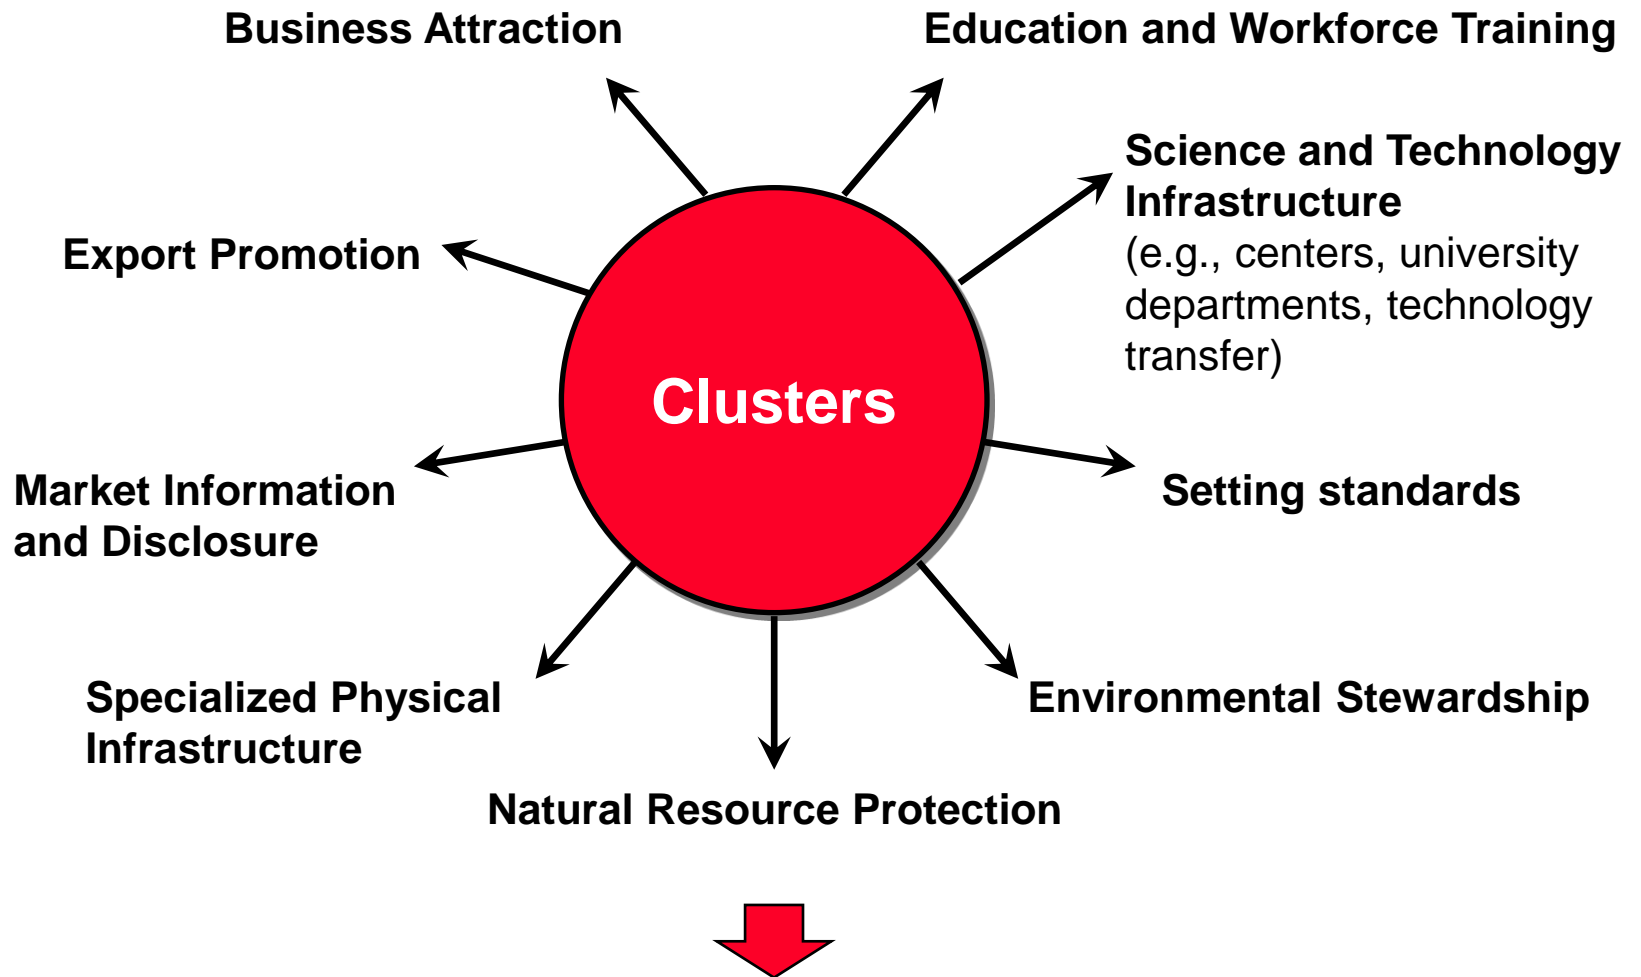 Business Attraction
Education and Workforce Training
Science and Technology
Infrastructure
(e.g., centers, university
departments, technology
transfer)
Export Promotion
Clusters
Market Information
and Disclosure
Setting standards
Specialized Physical
Infrastructure
Environmental Stewardship
Natural Resource Protection